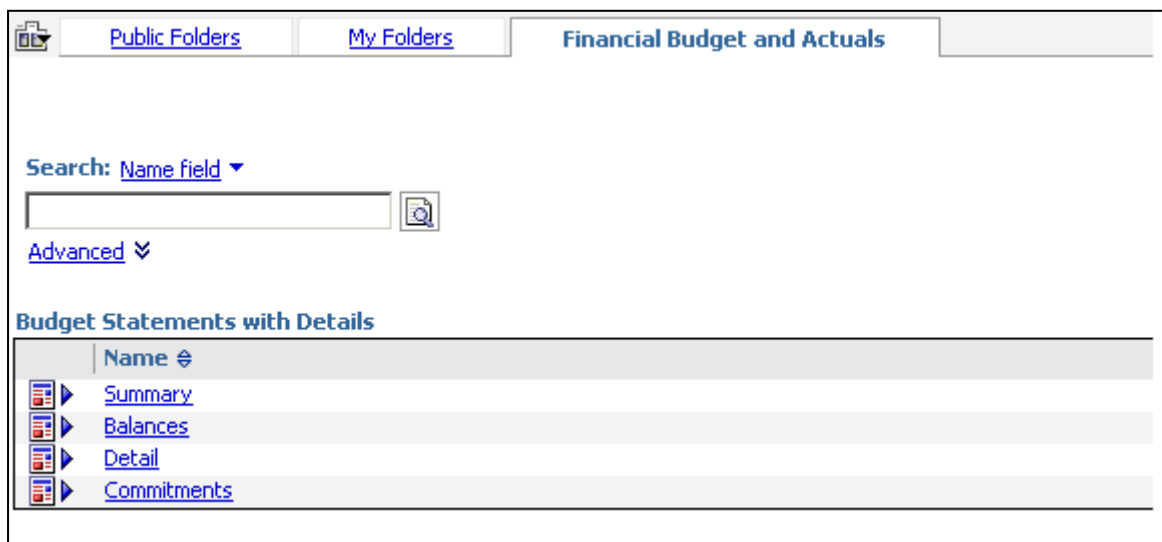 Public Folders My Folders Financial Budget and Actuals
Search: Name field
Advanced
Budget Statements with Details
Name
Summary
Balances
Detail
Commitments